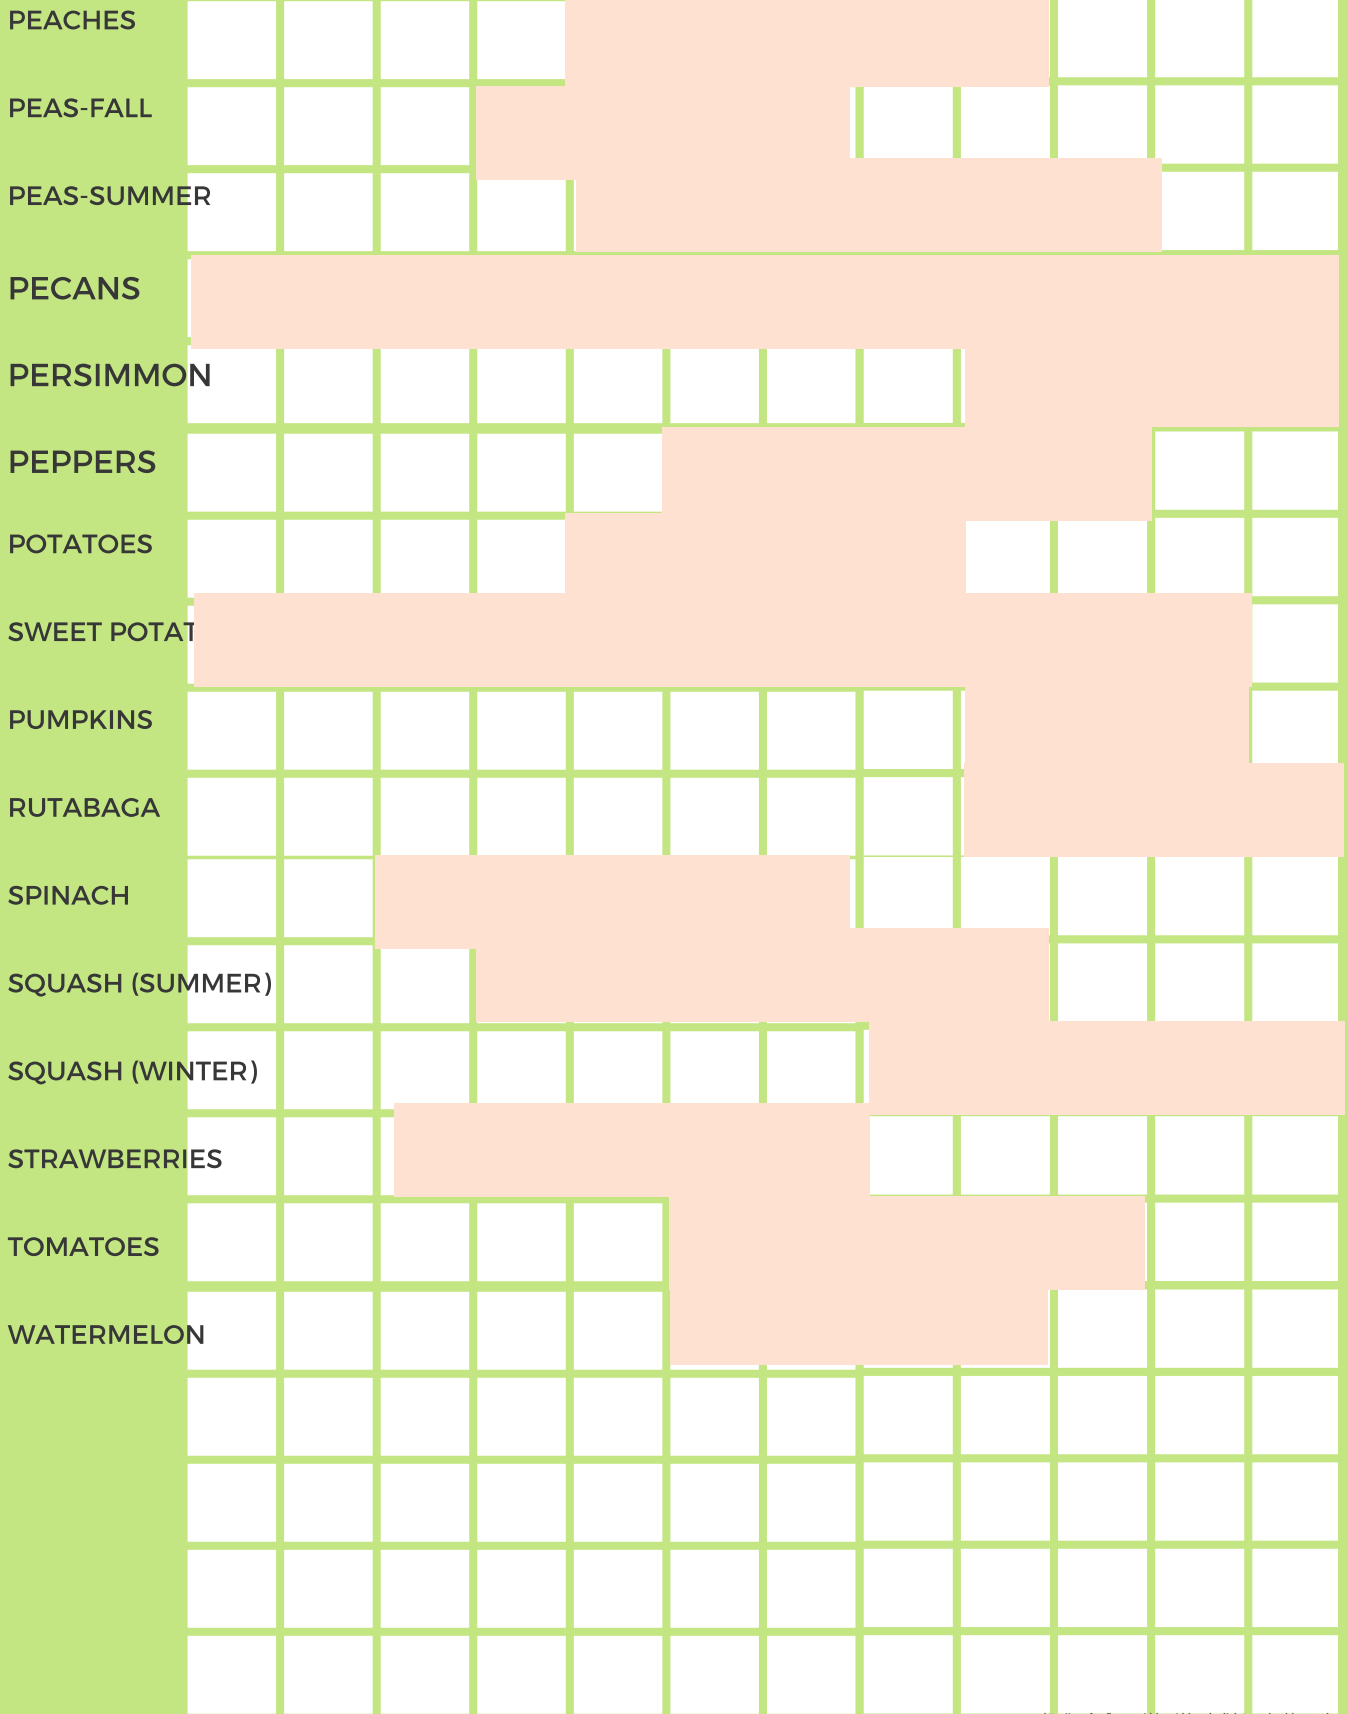 PEACHES
PEAS-FALL
PEAS-SUMMER
PECANS
PERSIMMON
PEPPERS
POTATOES
SWEET POTAT
PUMPKINS
RUTABAGA
SPINACH
SQUASH (SUMMER)
SQUASH (WINTER)
STRAWBERRIES
TOMATOES
WATERMELON